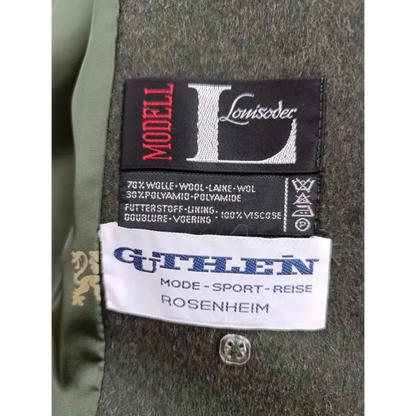 MODELL
L
Louisoder
70% WOLLE-WOOL-LAINE-WOL
30% POLYAMID-POLYAMIDE
FUTTERSTOFF-LINING:
DOUBLURE-VOERING: 100% VISCOSE
P
GUTHLEIN
MODE-SPORT-REISE
ROSENHEIM